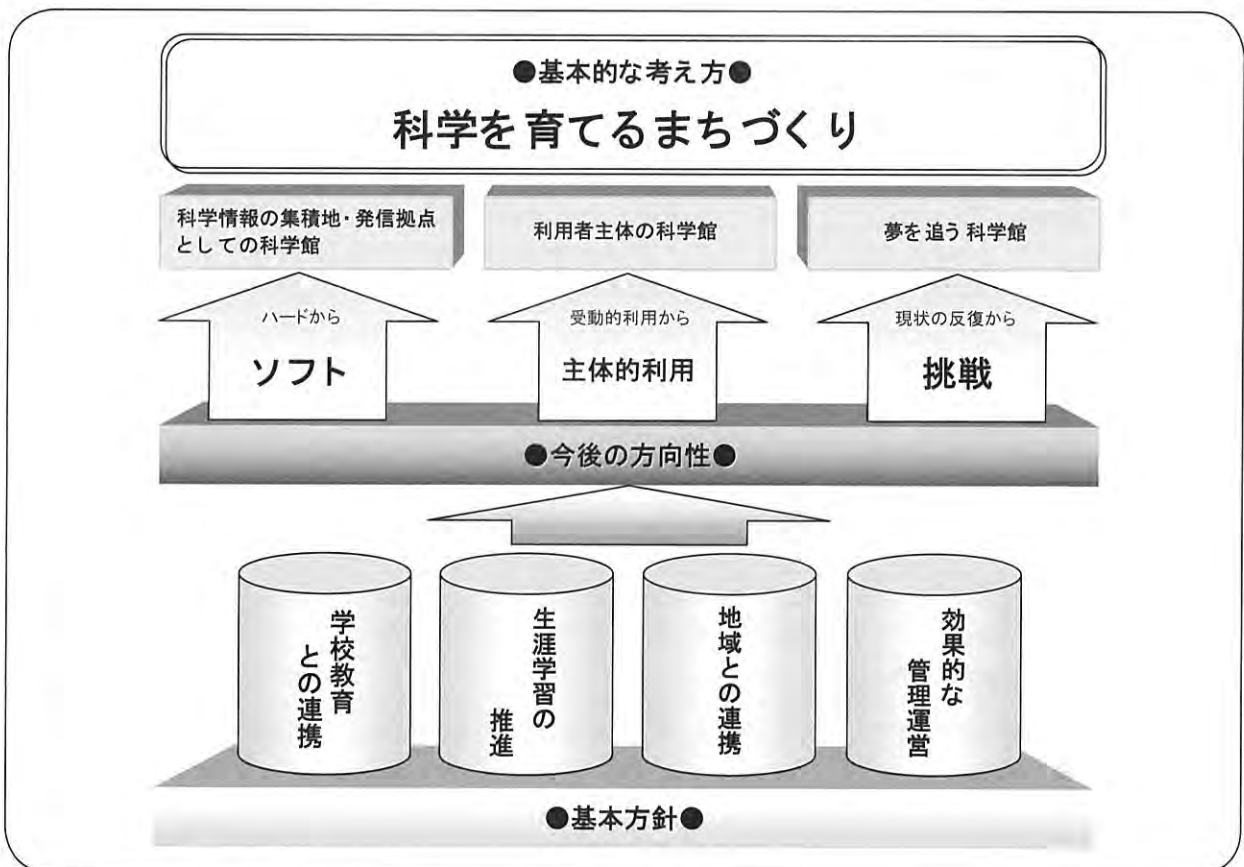 ●基本的な考え方●
科学を育てるまちづくり
科学情報の集積地・発信拠点
としての科学館
利用者主体の科学館
夢を追う科学館
ハードから
ソフト
受動的利用から
主体的利用
現状の反復から
挑戦
●今後の方向性●
学校教育
との連携
生涯学習の
推進
地域との連携
効果的な
管理運営
●基本方針●